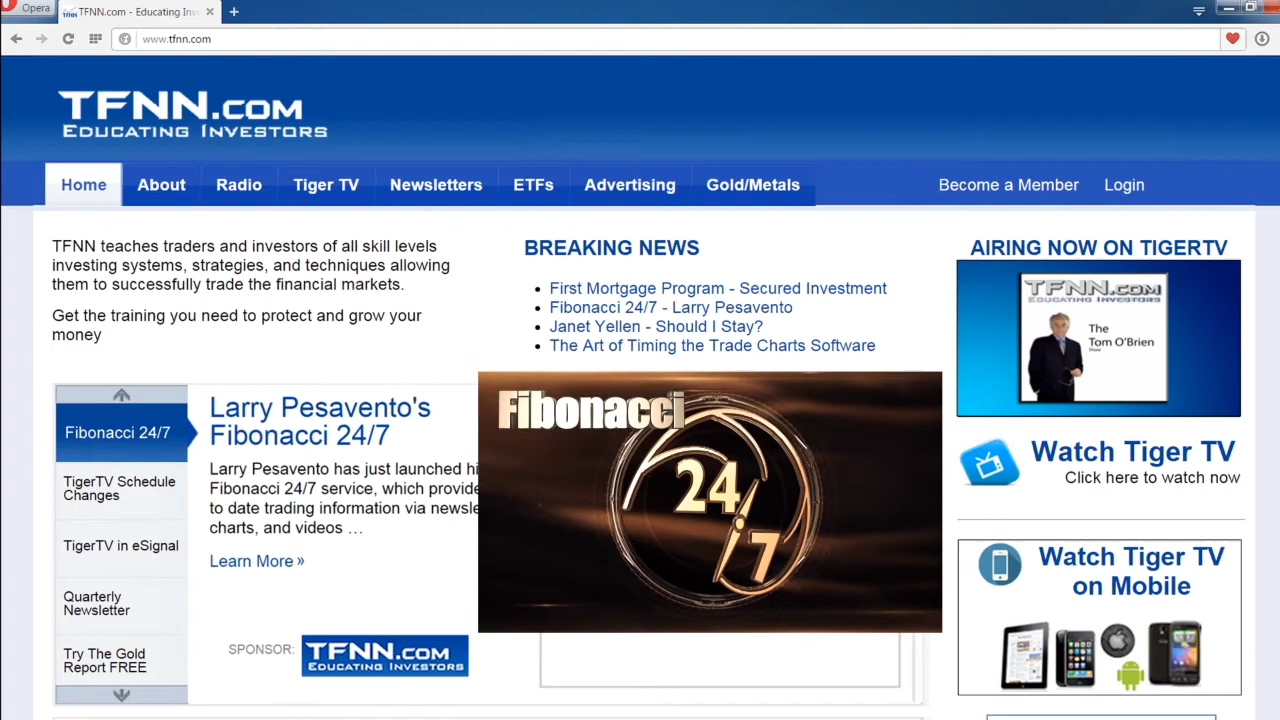 Opera
TFNN.com - Educating Inv
www.tfnn.com
TFNN.com
Educating Investors
Home
About
Radio
Tiger TV
Newsletters
ETFs
Advertising
Gold/Metals
Become a Member
Login
TFNN teaches traders and investors of all skill levels
investing systems, strategies, and techniques allowing
them to successfully trade the financial markets.
Get the training you need to protect and grow your
money
BREAKING NEWS
First Mortgage Program - Secured Investment
Fibonacci 24/7 - Larry Pesavento
Janet Yellen - Should I Stay?
The Art of Timing the Trade Charts Software
AIRING NOW ON TIGERTV
TFNN.com
Educating Investors
The
Tom O'Brien
Show
Watch Tiger TV
Click here to watch now
Watch Tiger TV
on Mobile
Fibonacci 24/7
TigerTV Schedule
Changes
TigerTV in eSignal
Quarterly
Newsletter
Try The Gold
Report FREE
Larry Pesavento's
Fibonacci 24/7
Larry Pesavento has just launched hi
Fibonacci 24/7 service, which provide
to date trading information via newsle
charts, and videos …
Learn More »
SPONSOR:
TFNN.com
Educating Investors
Fibonacci
24
7